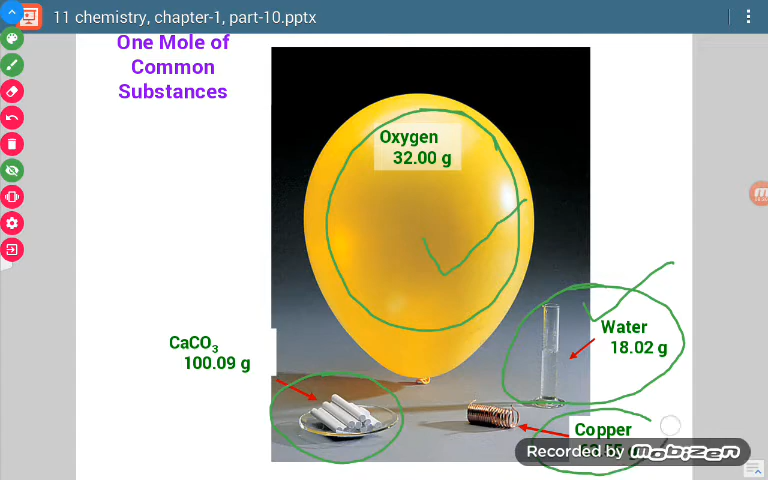 11 chemistry, chapter-1, part-10.pptx
One Mole of
Common
Substances
Oxygen
32.00 g
CaCO₃
100.09 g
Water
18.02 g
Copper
Recorded by Mobizen